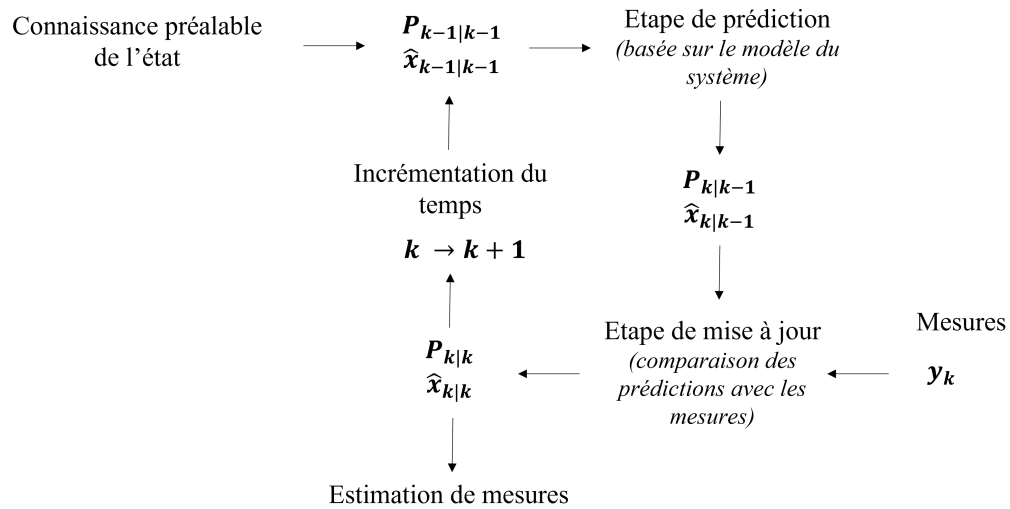 Connaissance préalable
de l’état
P_{k−1|k−1}
x̂_{k−1|k−1}
Etape de prédiction
(basée sur le modèle du
système)
P_{k|k−1}
x̂_{k|k−1}
Incrémentation du
temps
k → k + 1
Etape de mise à jour
(comparaison des
prédictions avec les
mesures)
Mesures
y_k
P_{k|k}
x̂_{k|k}
Estimation de mesures